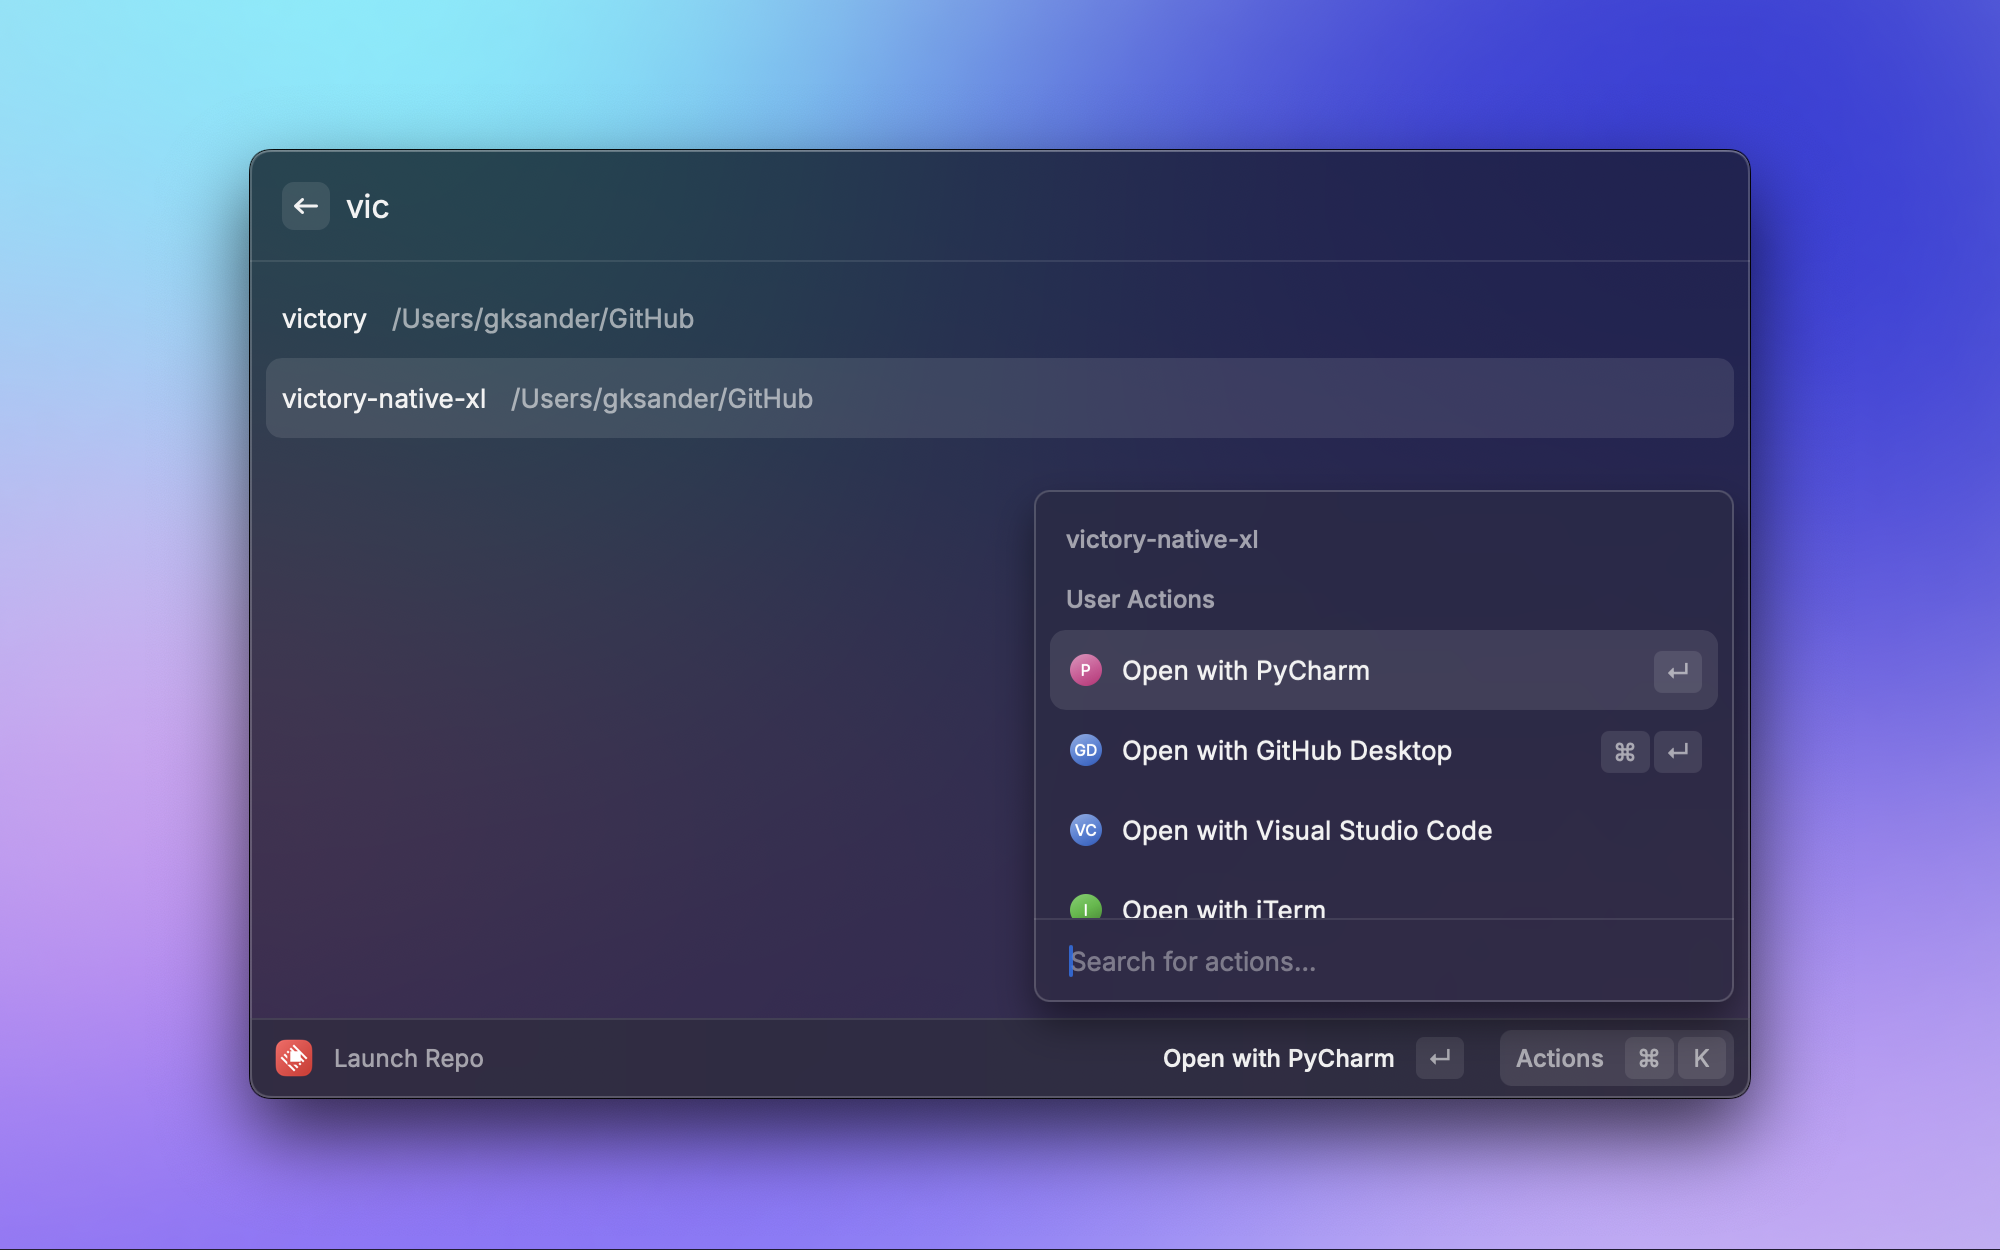 vic
victory /Users/gksander/GitHub
victory-native-xl /Users/gksander/GitHub
victory-native-xl
User Actions
P Open with PyCharm ↵
GD Open with GitHub Desktop ⌘ ↵
VC Open with Visual Studio Code
I Open with iTerm
Search for actions...
Launch Repo Open with PyCharm ↵ Actions ⌘ K